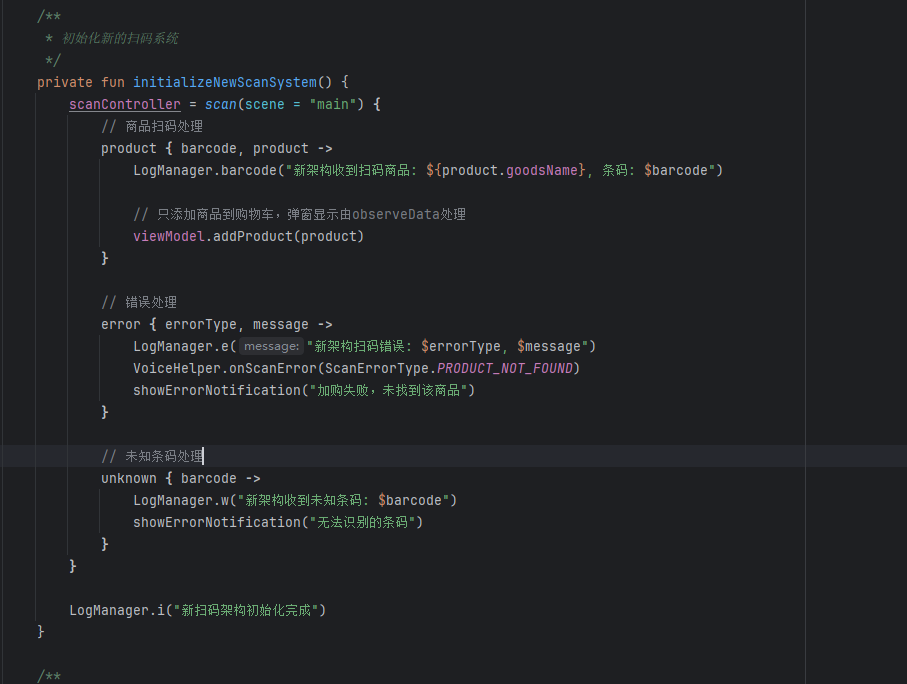 /**
 * 初始化新的扫码系统
 */
private fun initializeNewScanSystem() {
    scanController = scan(scene = "main") {
        // 商品扫码处理
        product { barcode, product ->
            LogManager.barcode("新架构收到扫码商品: ${product.goodsName}, 条码: $barcode")

            // 只添加商品到购物车，弹窗显示由observeData处理
            viewModel.addProduct(product)
        }

        // 错误处理
        error { errorType, message ->
            LogManager.e( message: "新架构扫码错误: $errorType, $message")
            VoiceHelper.onScanError(ScanErrorType.PRODUCT_NOT_FOUND)
            showErrorNotification("加购失败，未找到该商品")
        }

        // 未知条码处理
        unknown { barcode ->
            LogManager.w("新架构收到未知条码: $barcode")
            showErrorNotification("无法识别的条码")
        }
    }

    LogManager.i("新扫码架构初始化完成")
}

/**